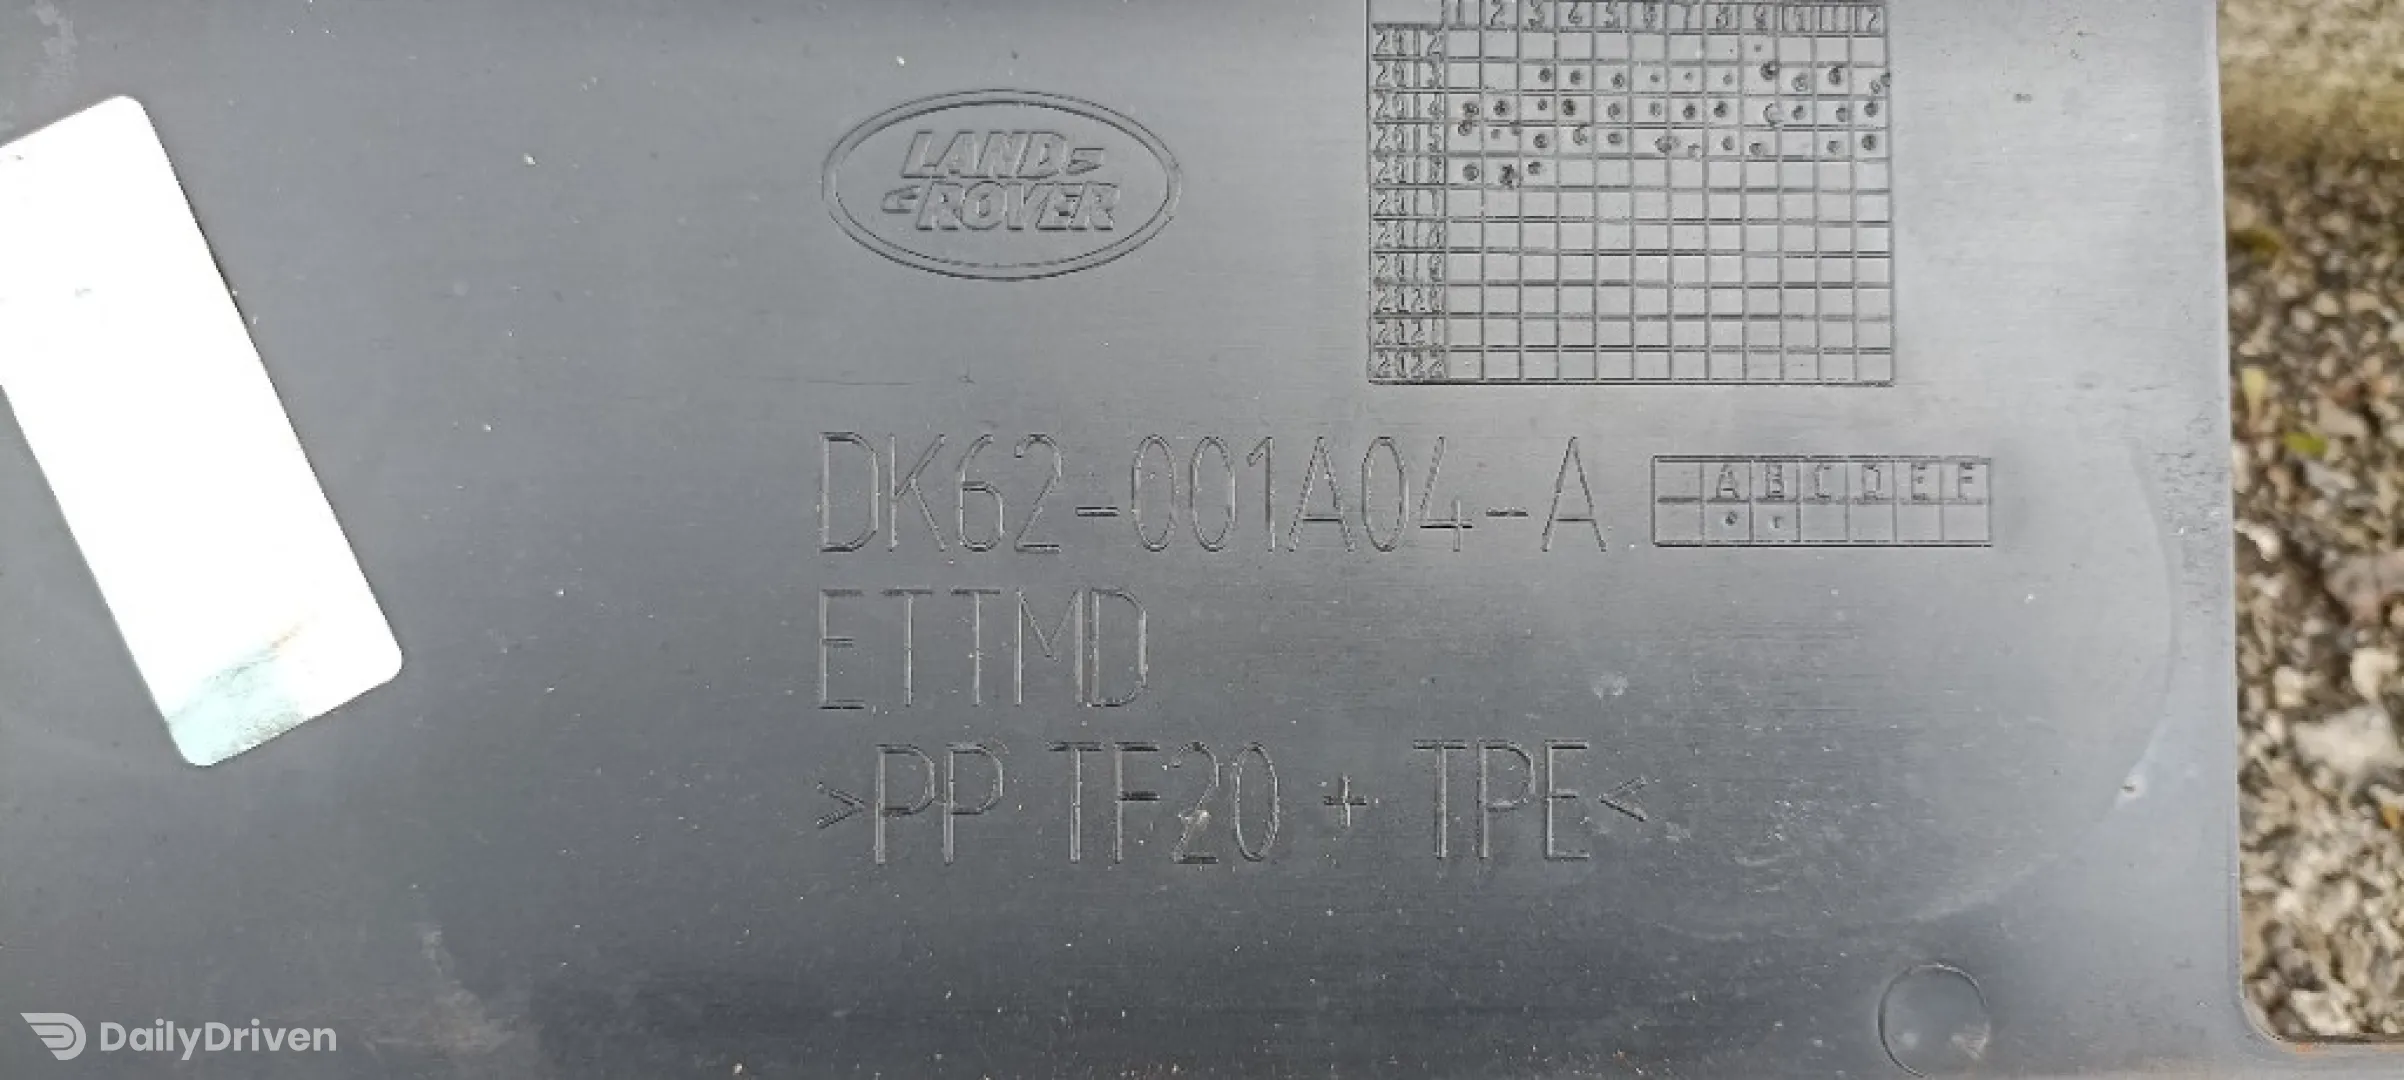 1 2 3 4 5 6 7 8 9 10 11 12
2012
2013
2014
2015
2016
2017
2018
2019
2020
2021
2022
LAND
ROVER
DK62-001A04-A
A B C D E F
ETTMD
>PP TF20 + TPE<
DailyDriven